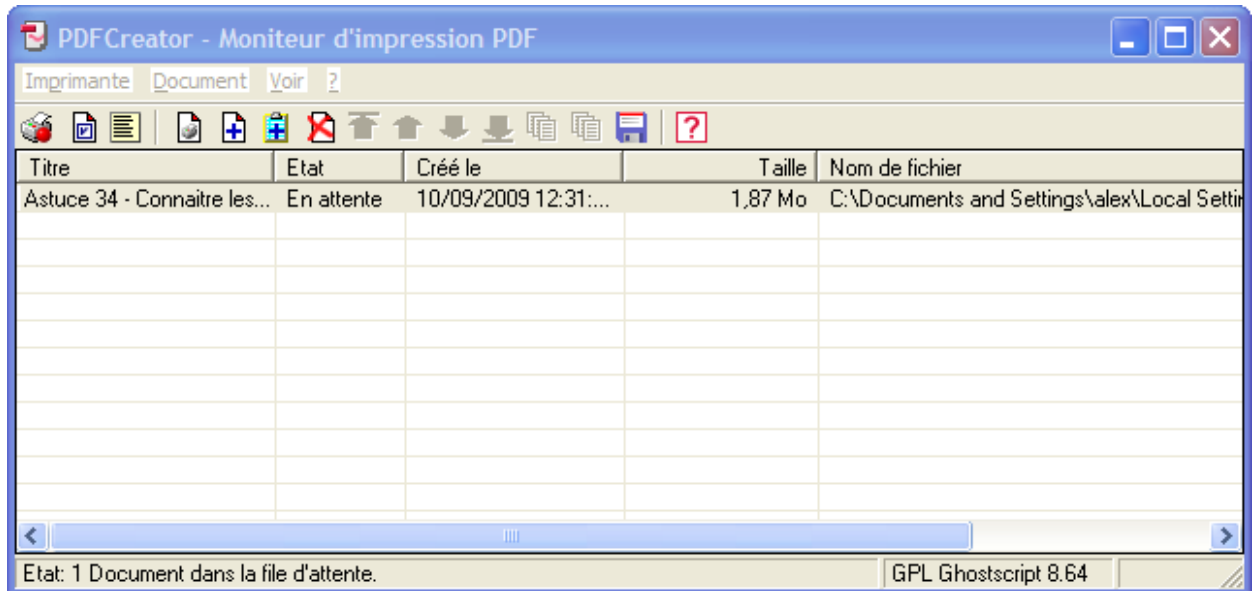 PDFCreator - Moniteur d'impression PDF
Imprimante Document Voir ?
Titre Etat Créé le Taille Nom de fichier
Astuce 34 - Connaitre les... En attente 10/09/2009 12:31:... 1,87 Mo C:\Documents and Settings\alex\Local Settin
Etat: 1 Document dans la file d'attente. GPL Ghostscript 8.64